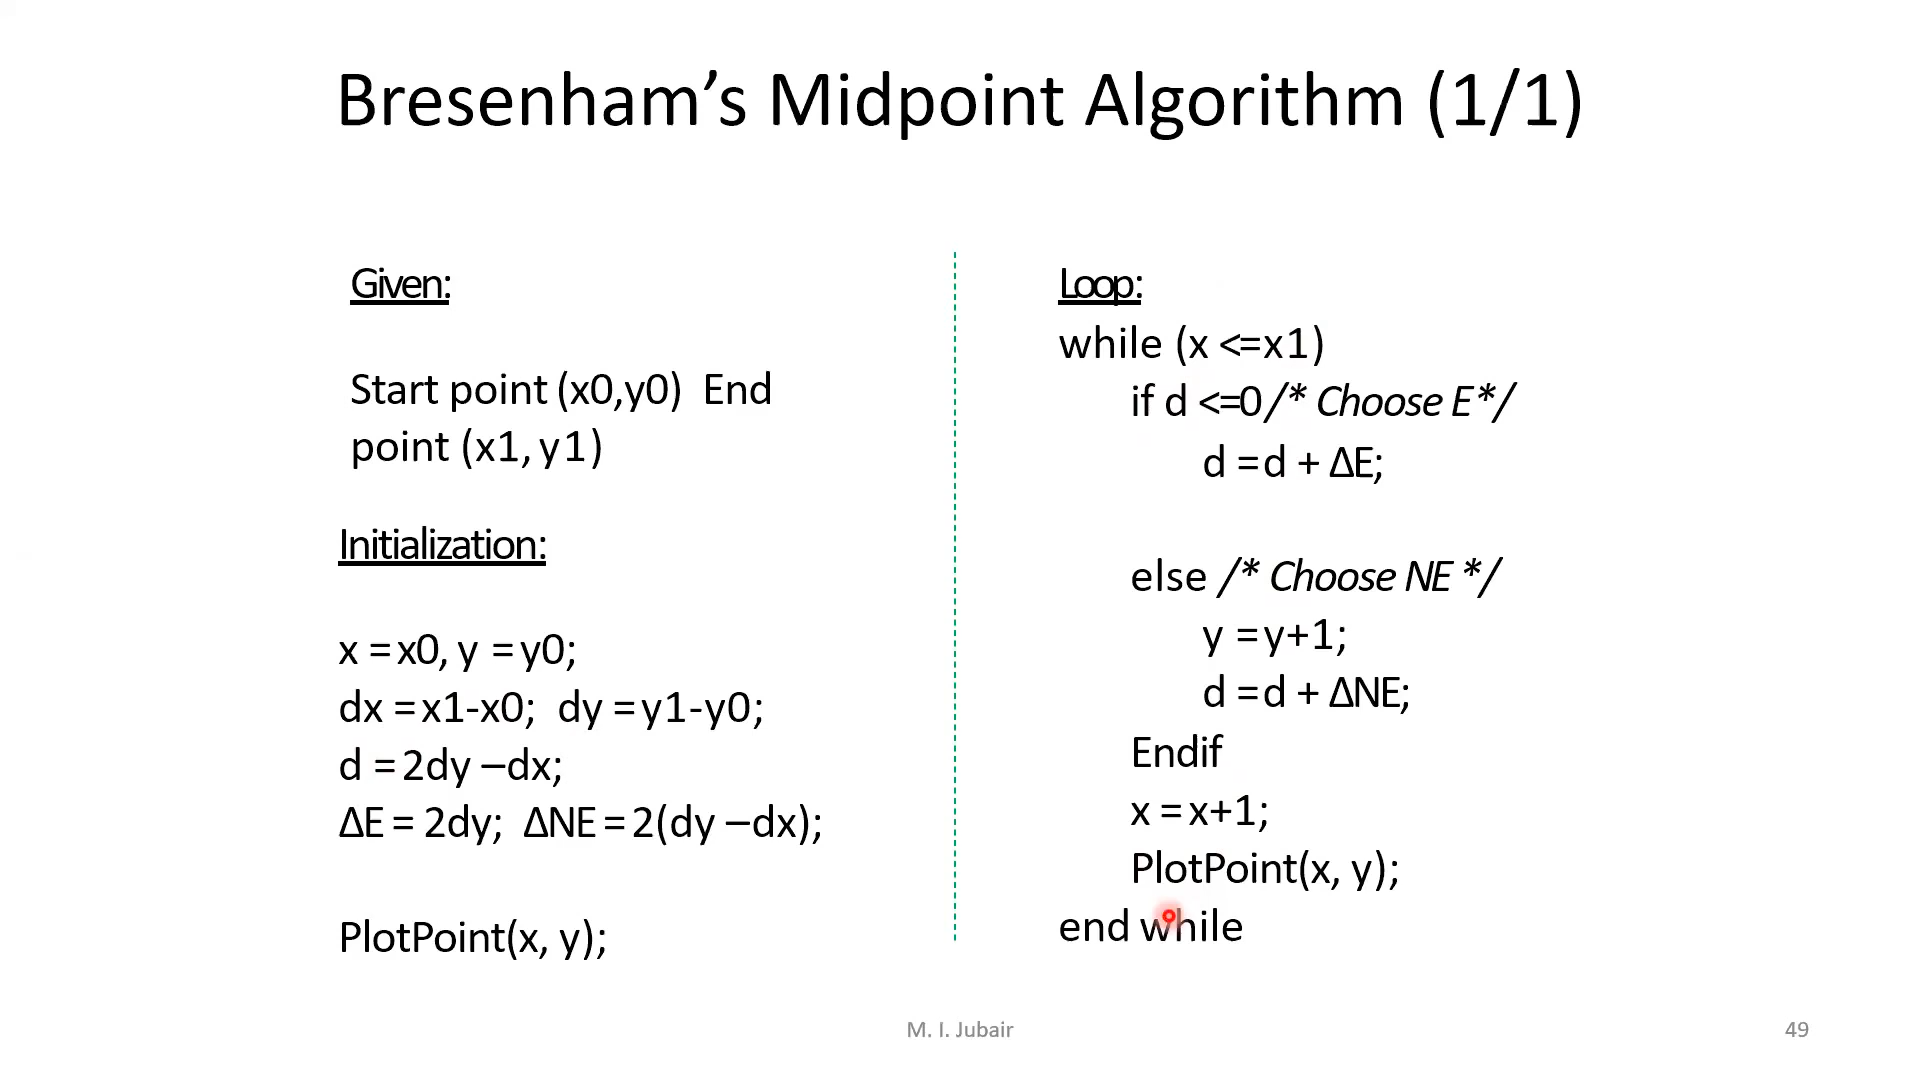 Bresenham’s Midpoint Algorithm (1/1)
Given:
Start point (x0,y0) End
point (x1, y1)
Initialization:
x = x0, y = y0;
dx = x1-x0; dy = y1-y0;
d = 2dy –dx;
ΔE = 2dy; ΔNE = 2(dy –dx);
PlotPoint(x, y);
Loop:
while (x <=x1)
if d <=0 /* Choose E*/
d = d + ΔE;
else /* Choose NE */
y = y+1;
d = d + ΔNE;
Endif
x = x+1;
PlotPoint(x, y);
end while
M. I. Jubair
49